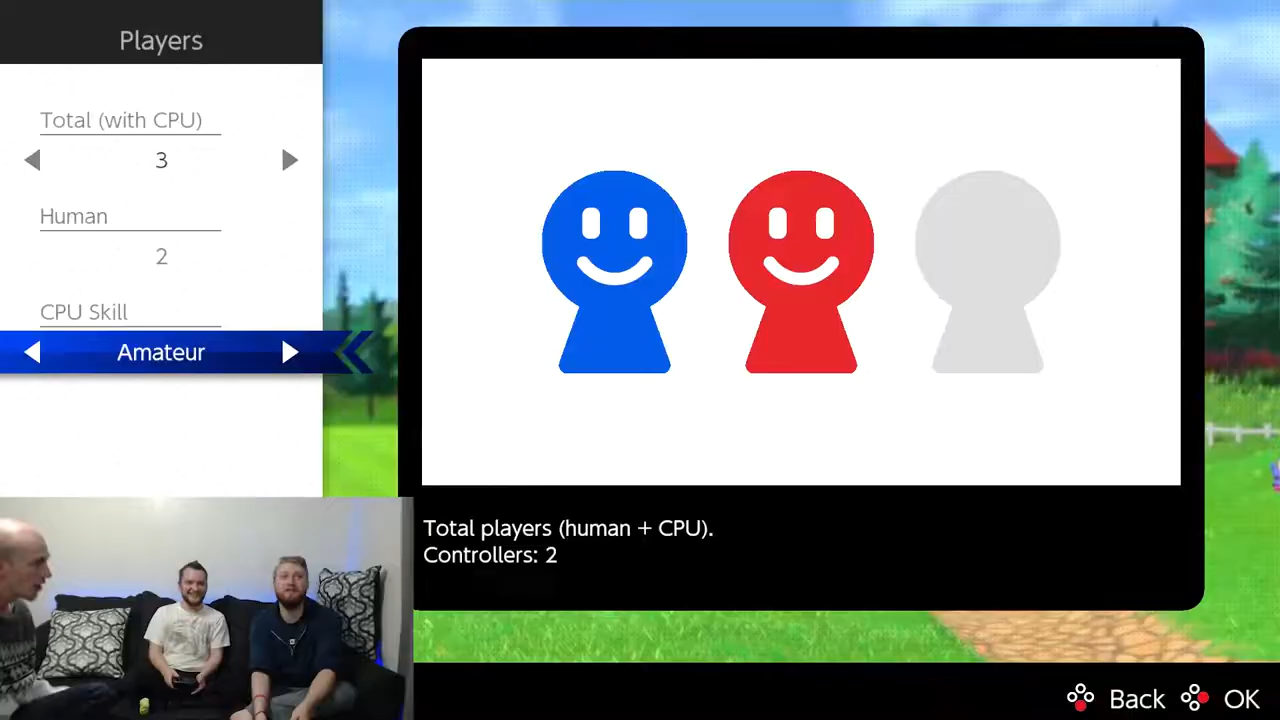 Players
Total (with CPU)
3
Human
2
CPU Skill
Amateur
Total players (human + CPU).
Controllers: 2
Back
OK